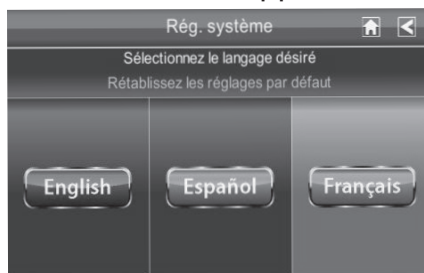 Rég. système
Sélectionnez le langage désiré
Rétablissez les réglages par défaut
English
Español
Français